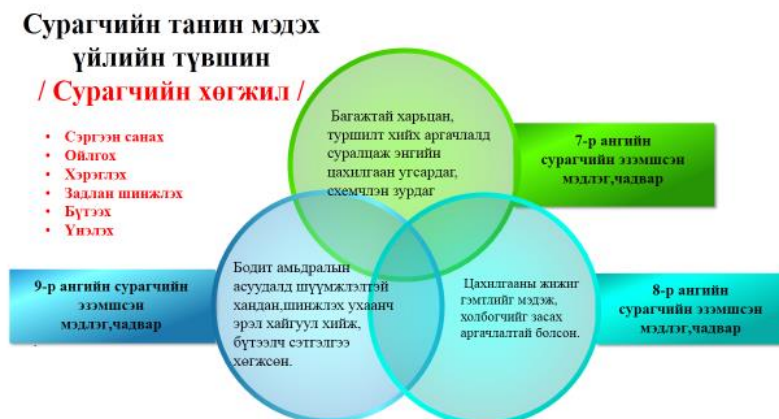 Сурагчийн танин мэдэх
үйлийн түвшин
/ Сурагчийн хөгжил /
• Сэргээн санах
• Ойлгох
• Хэрэглэх
• Задлан шинжлэх
• Бүтээх
• Үнэлэх
Багажтай харьцан,
туршилт хийх аргачлалд
суралцаж энгийн
цахилгаан угсардаг,
схемчлэн зурдаг
7-р ангийн
сурагчийн эзэмшсэн
мэдлэг,чадвар
9-р ангийн сурагчийн
эзэмшсэн
мэдлэг,чадвар
Бодит амьдралын
асуудалд шүүмжлэлтэй
хандан,шинжлэх ухаанч
эрэл хайгуул хийж,
бүтээлч сэтгэлгээ
хөгжсөн.
Цахилгааны жижиг
гэмтлийг мэдэж,
холбогчийг засах
аргачлалтай болсон.
8-р ангийн
сурагчийн эзэмшсэн
мэдлэг,чадвар